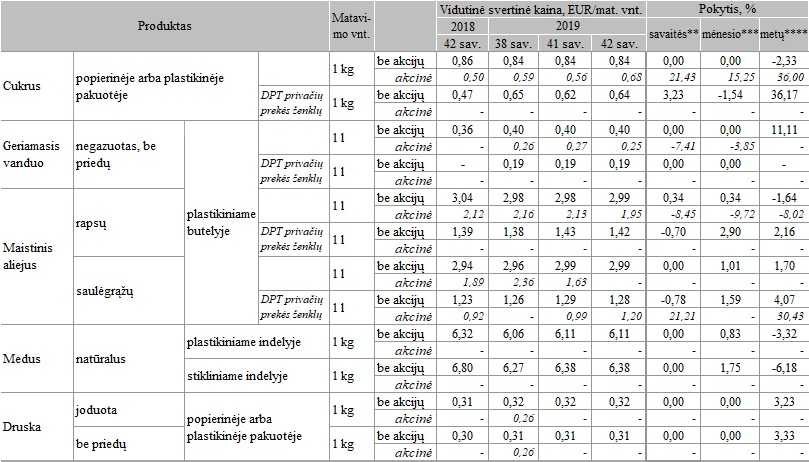 Produktas Matavi- Vidutinė svertinė kaina, EUR/mat. vnt. Pokytis, %
mo vnt. 2018 2019 savaitės** mėnesio*** metų****
42 sav. 38 sav. 41 sav. 42 sav.
Cukrus popierinėje arba plastikinėje pakuotėje 1 kg be akcijų 0,86 0,84 0,84 0,84 0,00 0,00 -2,33
akcinė 0,50 0,59 0,56 0,68 21,43 15,25 36,00
DPT privačių prekės ženklų 1 kg be akcijų 0,47 0,65 0,62 0,64 3,23 -1,54 36,17
akcinė - - - - - - -
Geriamasis vanduo negazuotas, be priedų plastikiniame butelyje 1 l be akcijų 0,36 0,40 0,40 0,40 0,00 0,00 11,11
akcinė - 0,26 0,27 0,25 -7,41 -3,85 -
DPT privačių prekės ženklų 1 l be akcijų - 0,19 0,19 0,19 0,00 0,00 -
akcinė - - - - - - -
Maistinis aliejus rapsų 1 l be akcijų 3,04 2,98 2,98 2,99 0,34 0,34 -1,64
akcinė 2,12 2,16 2,13 1,95 -8,45 -9,72 -8,02
DPT privačių prekės ženklų 1 l be akcijų 1,39 1,38 1,43 1,42 -0,70 2,90 2,16
akcinė - - - - - - -
saulėgrąžų 1 l be akcijų 2,94 2,96 2,99 2,99 0,00 1,01 1,70
akcinė 1,89 2,36 1,63 - - - -
DPT privačių prekės ženklų 1 l be akcijų 1,23 1,26 1,29 1,28 -0,78 1,59 4,07
akcinė 0,92 - 0,99 1,20 21,21 - 30,43
Medus natūralus plastikiniame indelyje 1 kg be akcijų 6,32 6,06 6,11 6,11 0,00 0,83 -3,32
akcinė - - - - - - -
stikliniame indelyje 1 kg be akcijų 6,80 6,27 6,38 6,38 0,00 1,75 -6,18
akcinė - - - - - - -
Druska joduota popierinėje arba plastikinėje pakuotėje 1 kg be akcijų 0,31 0,32 0,32 0,32 0,00 0,00 3,23
akcinė - 0,26 - - - - -
be priedų 1 kg be akcijų 0,30 0,31 0,31 0,31 0,00 0,00 3,33
akcinė - 0,26 - - - - -